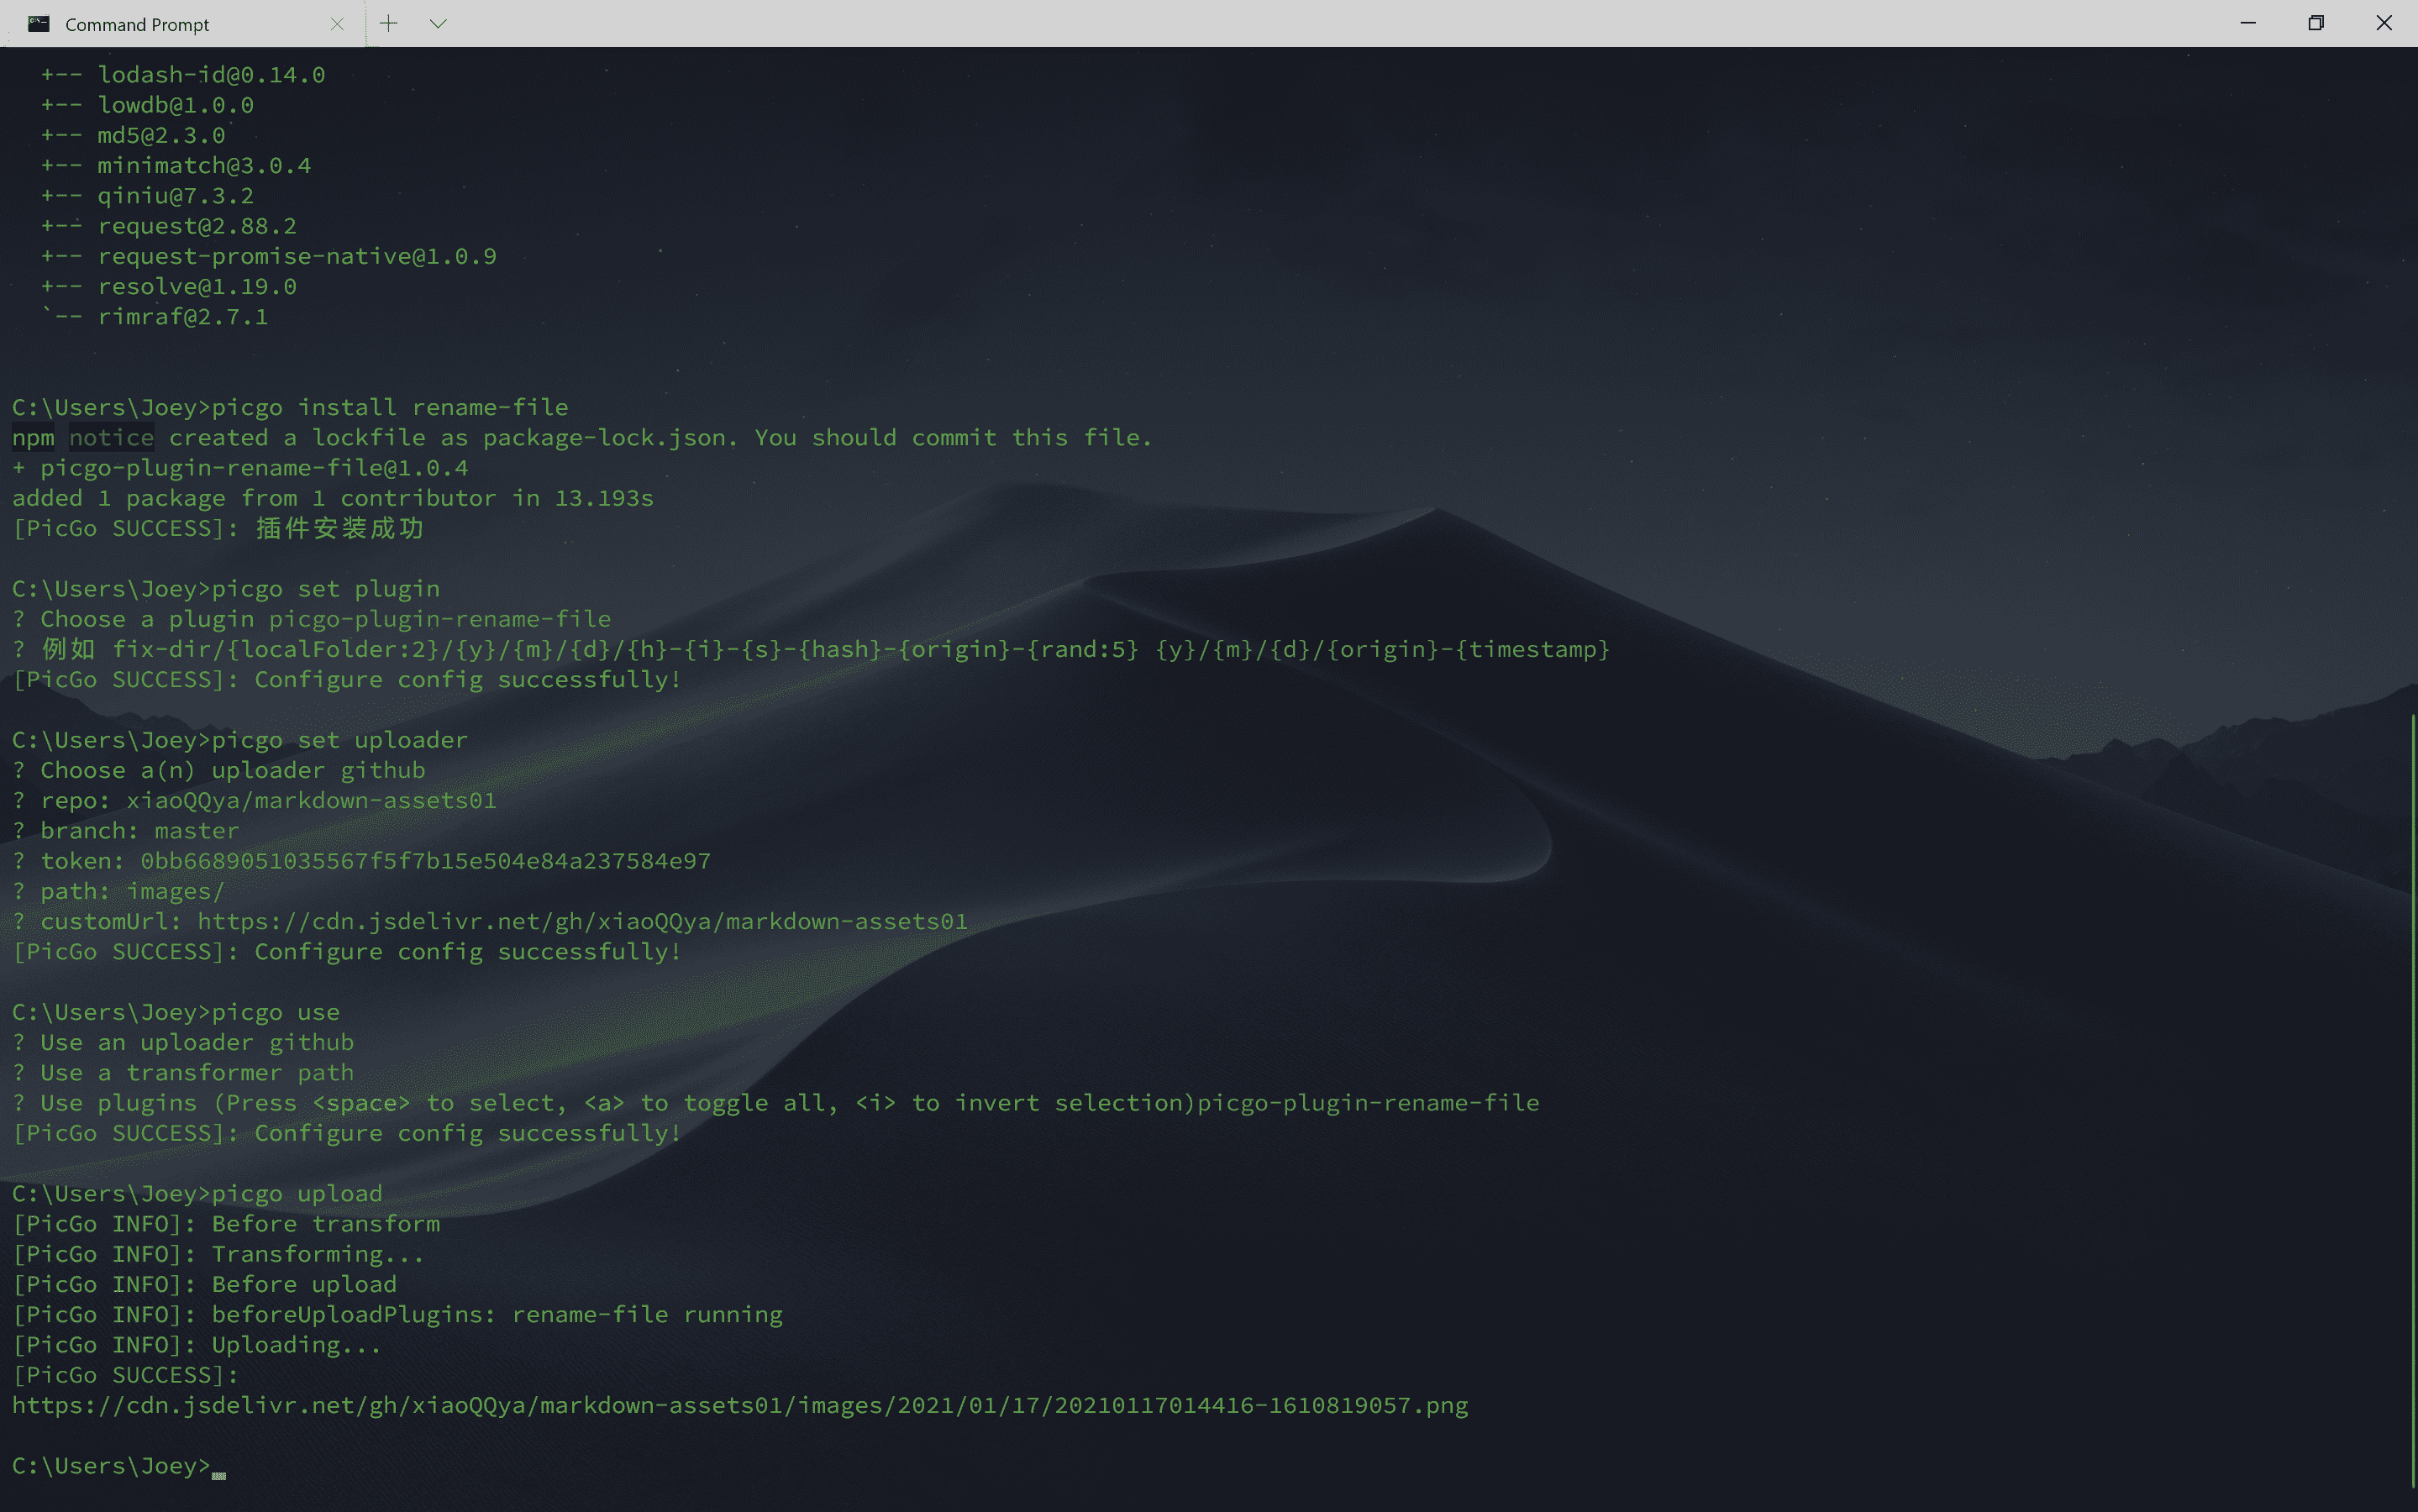 Command Prompt
+-- lodash-id@0.14.0
+-- lowdb@1.0.0
+-- md5@2.3.0
+-- minimatch@3.0.4
+-- qiniu@7.3.2
+-- request@2.88.2
+-- request-promise-native@1.0.9
+-- resolve@1.19.0
`-- rimraf@2.7.1
C:\Users\Joey>picgo install rename-file
npm notice created a lockfile as package-lock.json. You should commit this file.
+ picgo-plugin-rename-file@1.0.4
added 1 package from 1 contributor in 13.193s
[PicGo SUCCESS]: 插件安装成功
C:\Users\Joey>picgo set plugin
? Choose a plugin picgo-plugin-rename-file
? 例如 fix-dir/{localFolder:2}/{y}/{m}/{d}/{h}-{i}-{s}-{hash}-{origin}-{rand:5} {y}/{m}/{d}/{origin}-{timestamp}
[PicGo SUCCESS]: Configure config successfully!
C:\Users\Joey>picgo set uploader
? Choose a(n) uploader github
? repo: xiaoQQya/markdown-assets01
? branch: master
? token: 0bb6689051035567f5f7b15e504e84a237584e97
? path: images/
? customUrl: https://cdn.jsdelivr.net/gh/xiaoQQya/markdown-assets01
[PicGo SUCCESS]: Configure config successfully!
C:\Users\Joey>picgo use
? Use an uploader github
? Use a transformer path
? Use plugins (Press <space> to select, <a> to toggle all, <i> to invert selection)picgo-plugin-rename-file
[PicGo SUCCESS]: Configure config successfully!
C:\Users\Joey>picgo upload
[PicGo INFO]: Before transform
[PicGo INFO]: Transforming...
[PicGo INFO]: Before upload
[PicGo INFO]: beforeUploadPlugins: rename-file running
[PicGo INFO]: Uploading...
[PicGo SUCCESS]:
https://cdn.jsdelivr.net/gh/xiaoQQya/markdown-assets01/images/2021/01/17/20210117014416-1610819057.png
C:\Users\Joey>